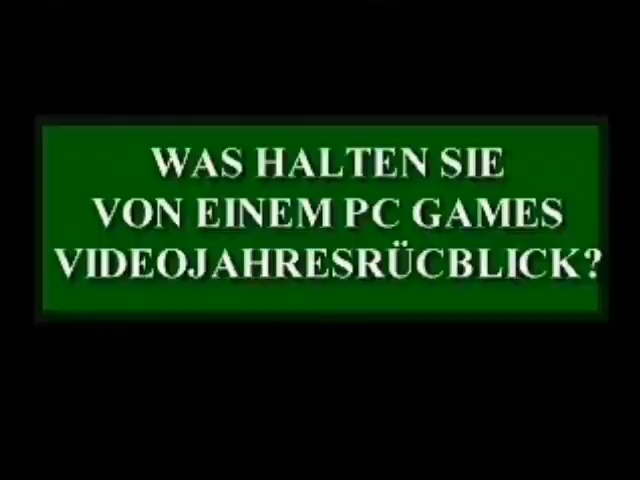 WAS HALTEN SIE
VON EINEM PC GAMES
VIDEOJAHRESRÜCBLICK?